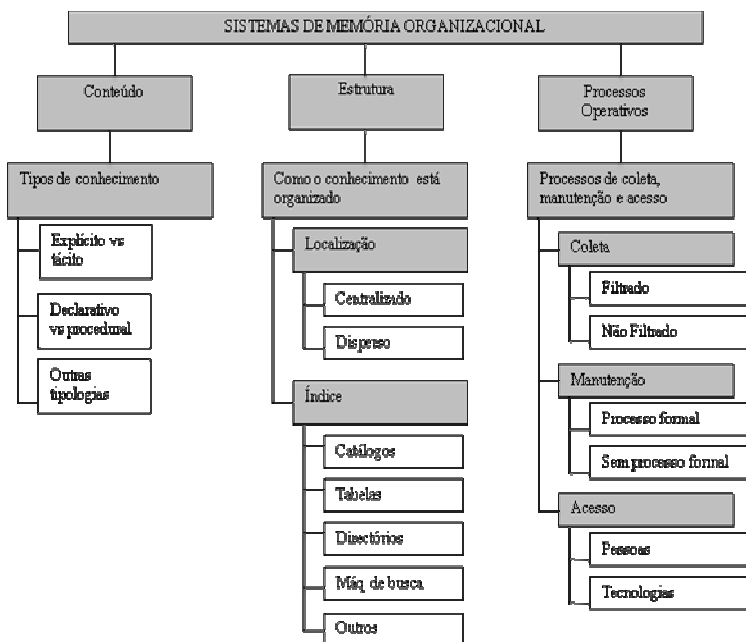 SISTEMAS DE MEMÓRIA ORGANIZACIONAL
Conteúdo
Tipos de conhecimento
Explícito vs
tácito
Declarativo
vs procedural
Outras
tipologias
Estrutura
Como o conhecimento está
organizado
Localização
Centralizado
Disperso
Índice
Catálogos
Tabelas
Directórios
Máq de busca
Outros
Processos
Operativos
Processos de coleta,
manutenção e acesso
Coleta
Filtrado
Não Filtrado
Manutenção
Processo formal
Sem processo formal
Acesso
Pessoas
Tecnologias